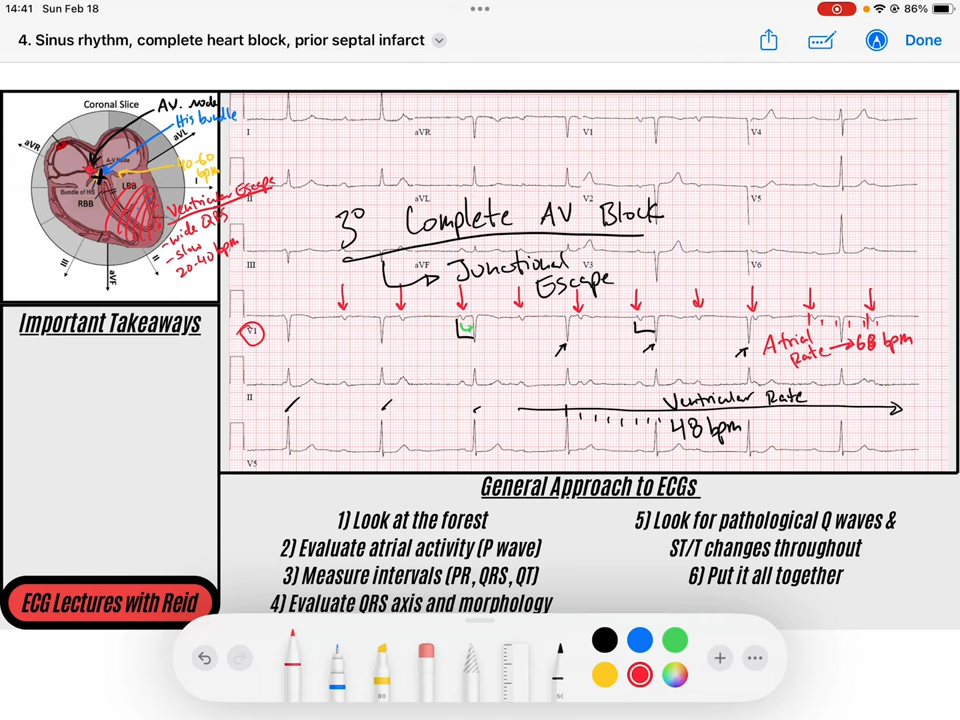 14:41 Sun Feb 18
86%
4. Sinus rhythm, complete heart block, prior septal infarct
Done
Coronal Slice
A.V. node
His bundle
aVL
aVR
A-V Node
40-60
bpm
I
Bundle of His
LBB
RBB
Ventricular Escape
-wide QRS
-slow
20-40 bpm
III
aVF
II
I
aVR
V1
V4
II
aVL
V2
V5
3° Complete AV Block
III
aVF
V3
V6
Junctional
Escape
V1
Atrial
Rate → 68 bpm
II
Ventricular Rate
48 bpm
V5
Important Takeaways
ECG Lectures with Reid
General Approach to ECGs
1) Look at the forest
2) Evaluate atrial activity (P wave)
3) Measure intervals (PR, QRS, QT)
4) Evaluate QRS axis and morphology
5) Look for pathological Q waves &
ST/T changes throughout
6) Put it all together
80